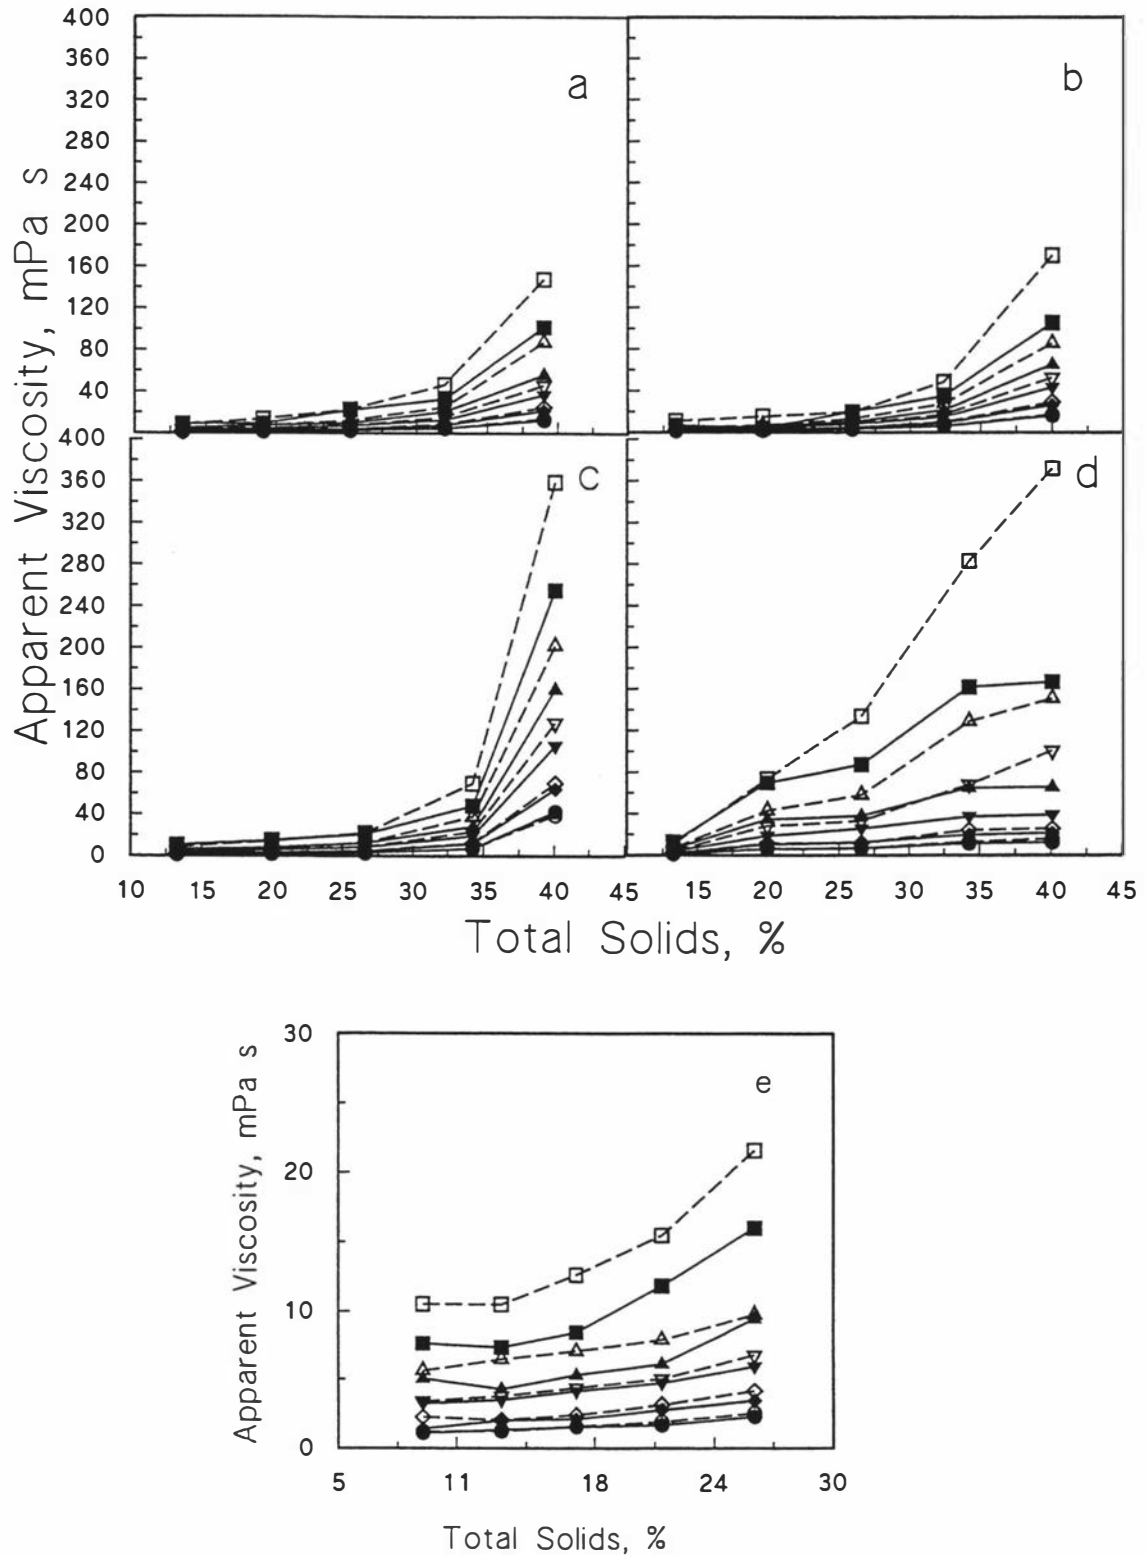 400
360
320
280
240
200
160
120
80
40
400
360
320
280
240
200
160
120
80
40
0
Apparent Viscosity, mPa s
a
b
c
d
10 15 20 25 30 35 40 45 15 20 25 30 35 40 45
Total Solids, %
30
20
10
0
Apparent Viscosity, mPa s
e
5 11 18 24 30
Total Solids, %